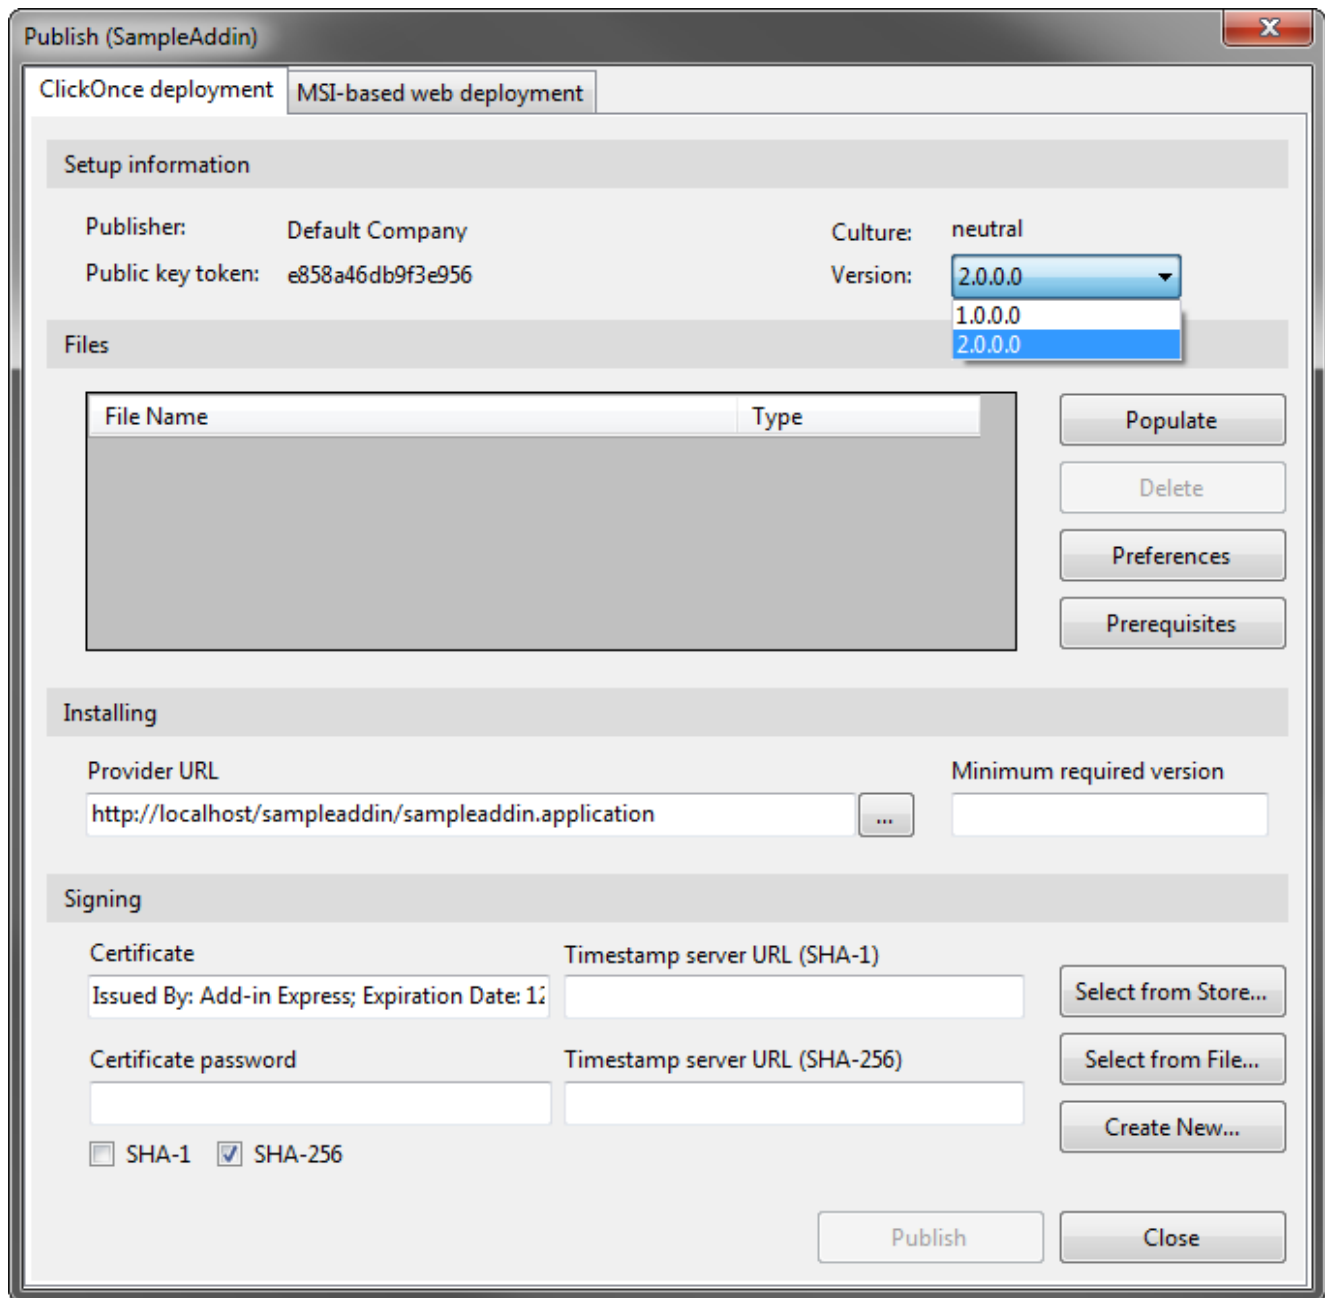 Publish (SampleAddin)
ClickOnce deployment MSI-based web deployment
Setup information
Publisher: Default Company Culture: neutral
Public key token: e858a46db9f3e956 Version: 2.0.0.0
1.0.0.0
2.0.0.0
Files
File Name Type
Populate
Delete
Preferences
Prerequisites
Installing
Provider URL Minimum required version
http://localhost/sampleaddin/sampleaddin.application ...
Signing
Certificate Timestamp server URL (SHA-1)
Issued By: Add-in Express; Expiration Date: 12 Select from Store...
Certificate password Timestamp server URL (SHA-256) Select from File...
Create New...
SHA-1 SHA-256
Publish Close